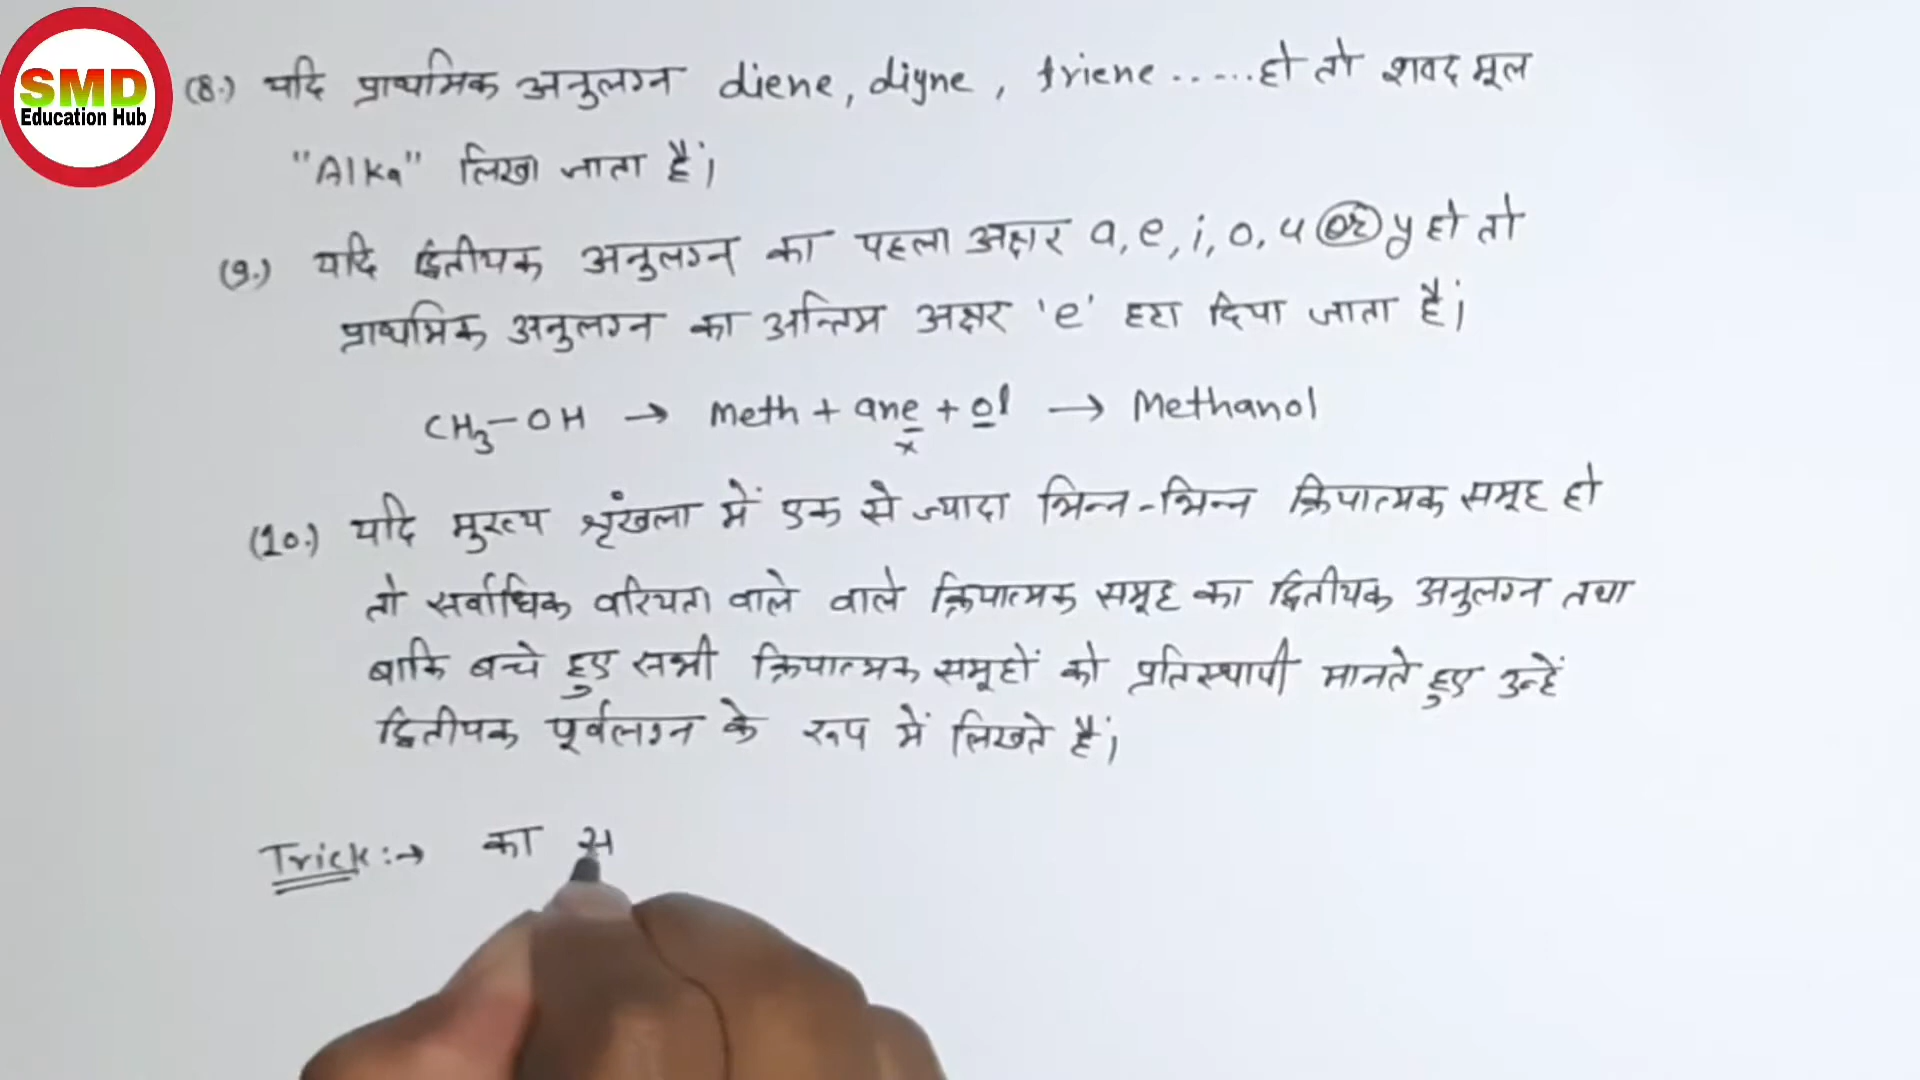 SMD
Education Hub
(8.) यदि प्राथमिक अनुलग्न diene, diyne, triene......हो तो शब्द मूल
"Alka" लिखा जाता है।
(9.) यदि द्वितीयक अनुलग्न का पहला अक्षर a, e, i, o, u or y हो तो
प्राथमिक अनुलग्न का अन्तिम अक्षर 'e' हटा दिया जाता है।
CH₃-OH → Meth + ane + ol → Methanol
x
(10.) यदि मुख्य श्रृंखला में एक से ज्यादा भिन्न-भिन्न क्रियात्मक समूह हो
तो सर्वाधिक वरियता वाले वाले क्रियात्मक समूह का द्वितीयक अनुलग्न तथा
बाकि बच्चे हुए सभी क्रियात्मक समूहों को प्रतिस्थापी मानते हुए उन्हें
द्वितीयक पूर्वलग्न के रूप में लिखते है।
Trick:→ का